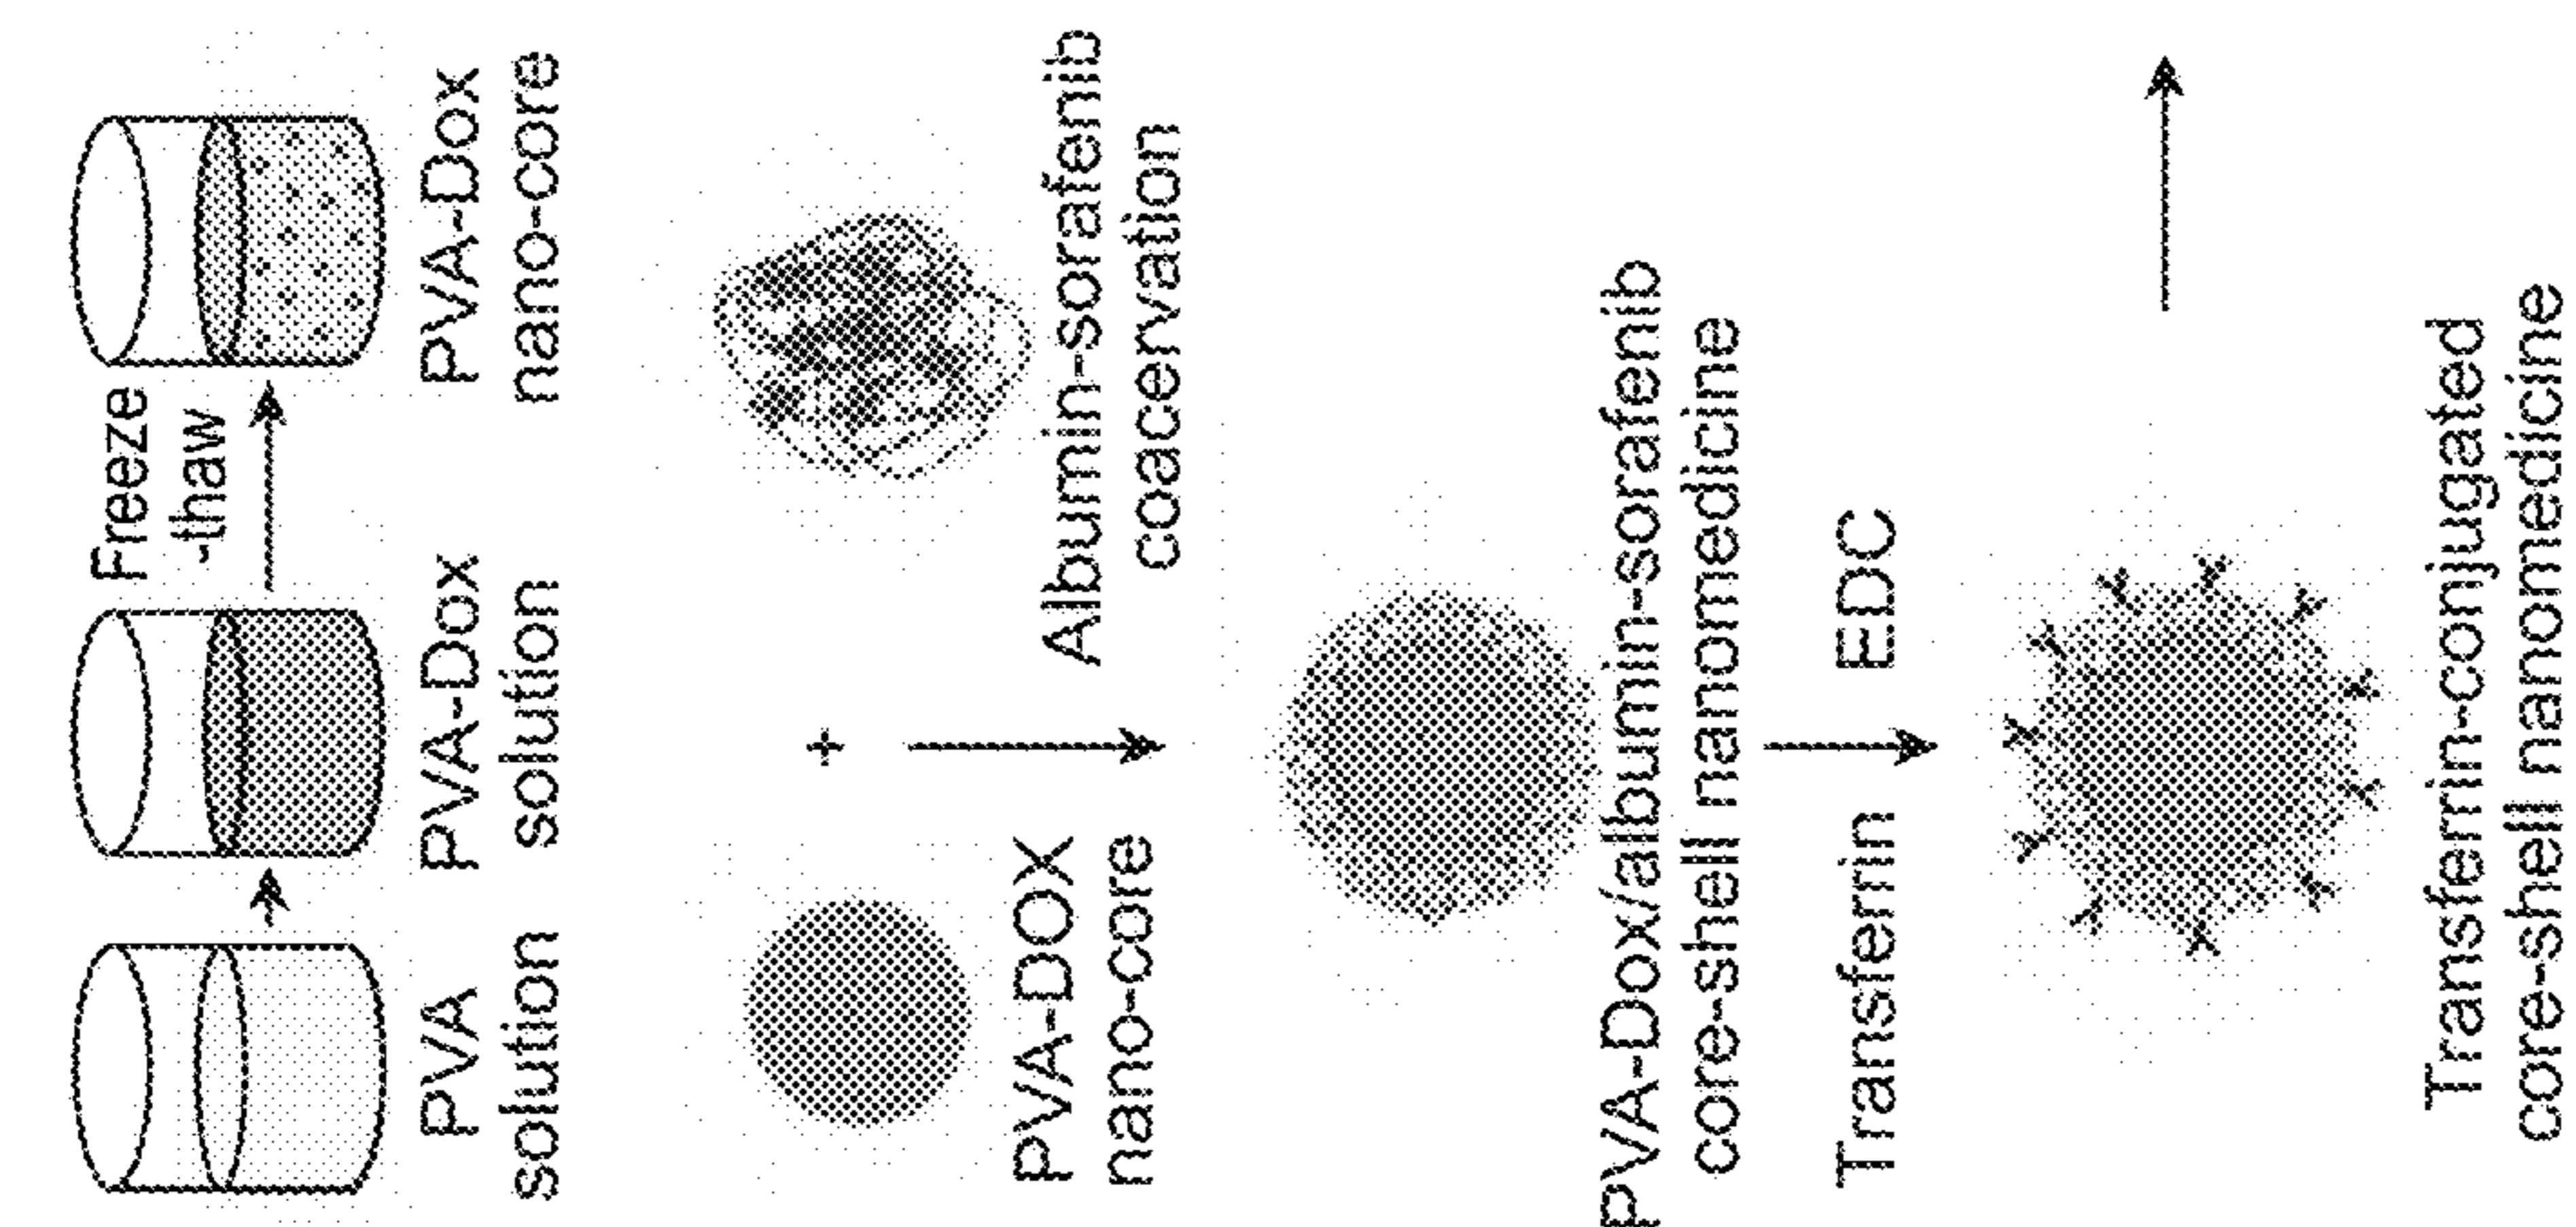 Freeze
-thaw
PVA
solution
PVA-Dox
solution
PVA-Dox
nano-core
+
PVA-DOX
nano-core
Albumin-sorafenib
coacervation
PVA-Dox/albumin-sorafenib
core-shell nanomedicine
Transferrin EDC
Transferrin-conjugated
core-shell nanomedicine